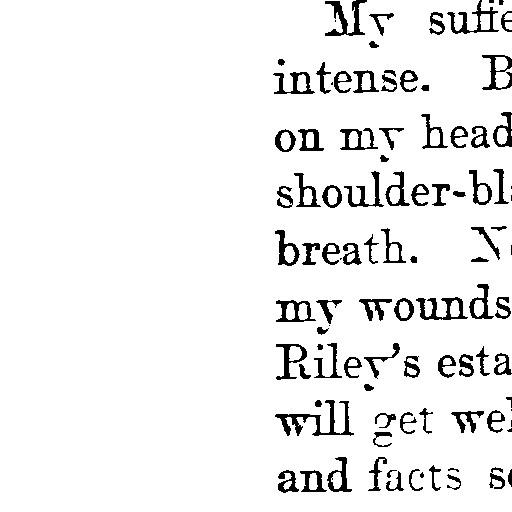 My suffe
intense. B
on my head
shoulder-bl
breath. N
my wounds
Riley's esta
will get wel
and facts s